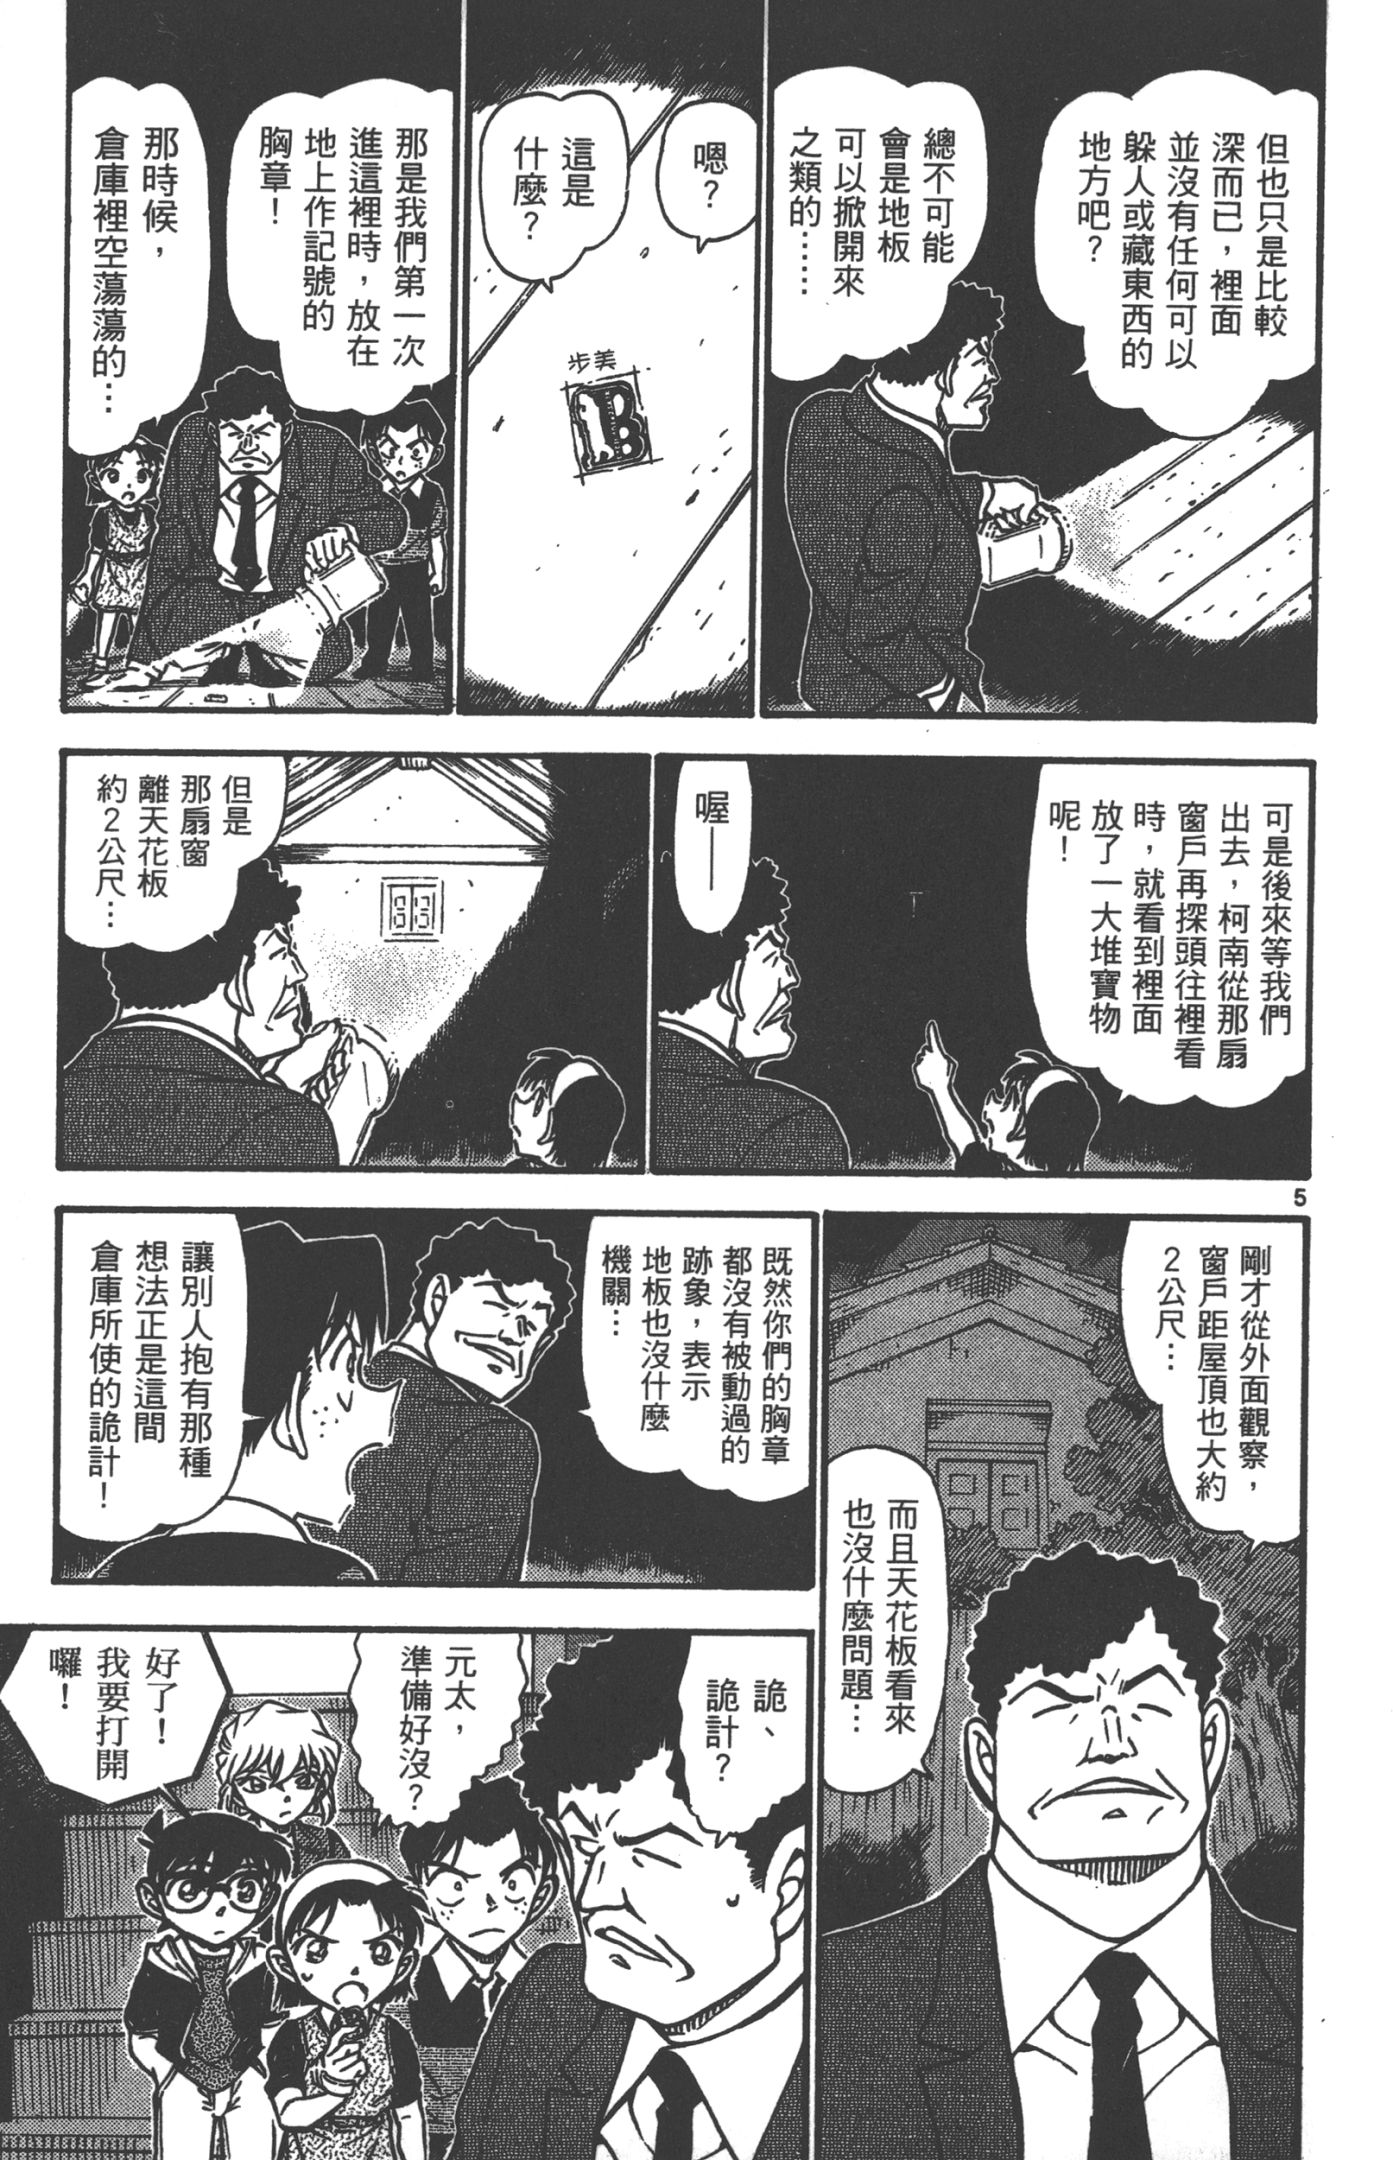 但也只是比較
深而已，裡面
並沒有任何可以
躲人或藏東西的
地方吧？
總不可能
會是地板
可以掀開來
之類的……
嗯？
這是
什麼？
步美
那是我們第一次
進這裡時，放在
地上作記號的
胸章！
那時候，
倉庫裡空蕩蕩的…
可是後來等我們
出去，柯南從那扇
窗戶再探頭往裡看
時，就看到裡面
放了一大堆寶物
呢！
喔——
但是
那扇窗
離天花板
約2公尺…
5
剛才從外面觀察，
窗戶距屋頂也大約
2公尺…
而且天花板看來
也沒什麼問題…
既然你們的胸章
都沒有被動過的
跡象，表示
地板也沒什麼
機關…
讓別人抱有那種
想法正是這間
倉庫所使的詭計！
詭、
詭計？
元太，
準備好沒？
好了！
我要打開
囉！